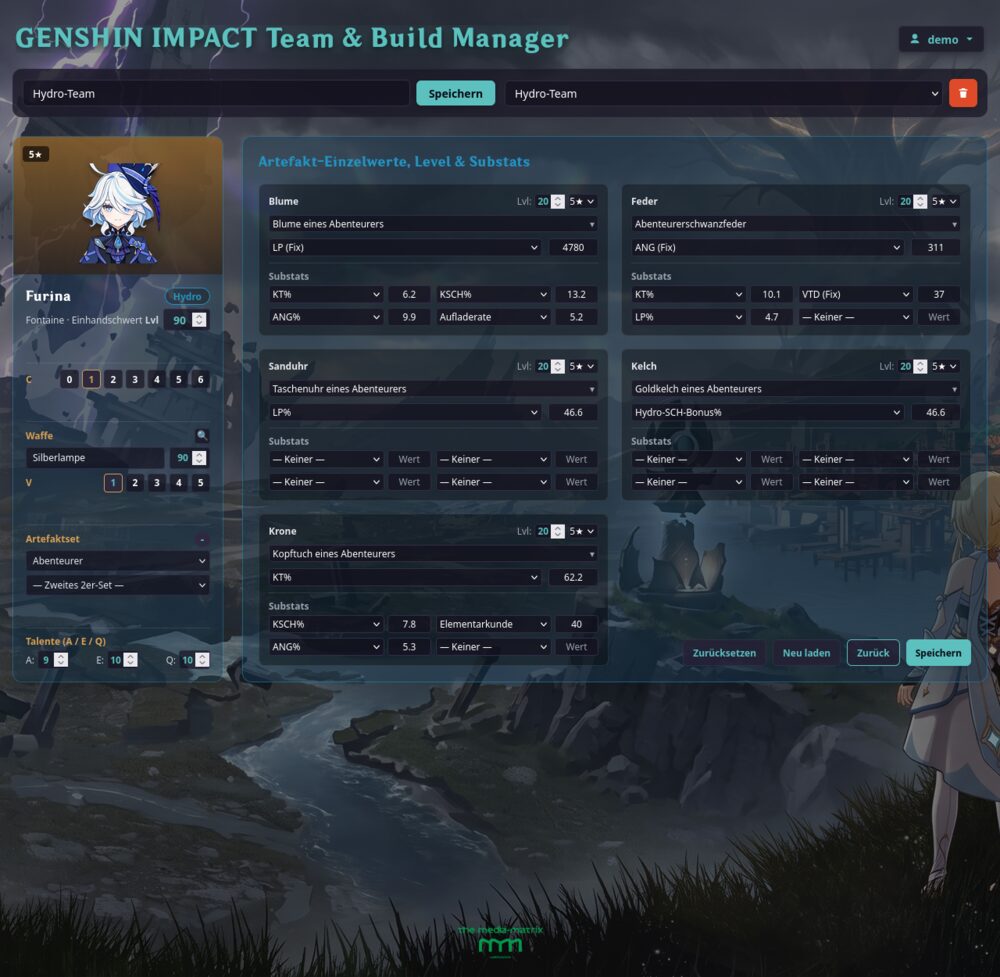 GENSHIN IMPACT Team & Build Manager
demo
Hydro-Team
Speichern
Hydro-Team
5★
Furina
Hydro
Fontaine · Einhandschwert Lvl 90
C 0 1 2 3 4 5 6
Waffe
Silberlampe 90
V 1 2 3 4 5
Artefaktset -
Abenteurer
— Zweites 2er-Set —
Talente (A / E / Q)
A: 9 E: 10 Q: 10
Artefakt-Einzelwerte, Level & Substats
Blume Lvl: 20 5★
Blume eines Abenteurers
LP (Fix) 4780
Substats
KT% 6.2 KSCH% 13.2
ANG% 9.9 Aufladerate 5.2
Feder Lvl: 20 5★
Abenteurerschwanzfeder
ANG (Fix) 311
Substats
KT% 10.1 VTD (Fix) 37
LP% 4.7 — Keiner — Wert
Sanduhr Lvl: 20 5★
Taschenuhr eines Abenteurers
LP% 46.6
Substats
— Keiner — Wert — Keiner — Wert
— Keiner — Wert — Keiner — Wert
Kelch Lvl: 20 5★
Goldkelch eines Abenteurers
Hydro-SCH-Bonus% 46.6
Substats
— Keiner — Wert — Keiner — Wert
— Keiner — Wert — Keiner — Wert
Krone Lvl: 20 5★
Kopftuch eines Abenteurers
KT% 62.2
Substats
KSCH% 7.8 Elementarkunde 40
ANG% 5.3 — Keiner — Wert
Zurücksetzen
Neu laden
Zurück
Speichern
the media-matrix